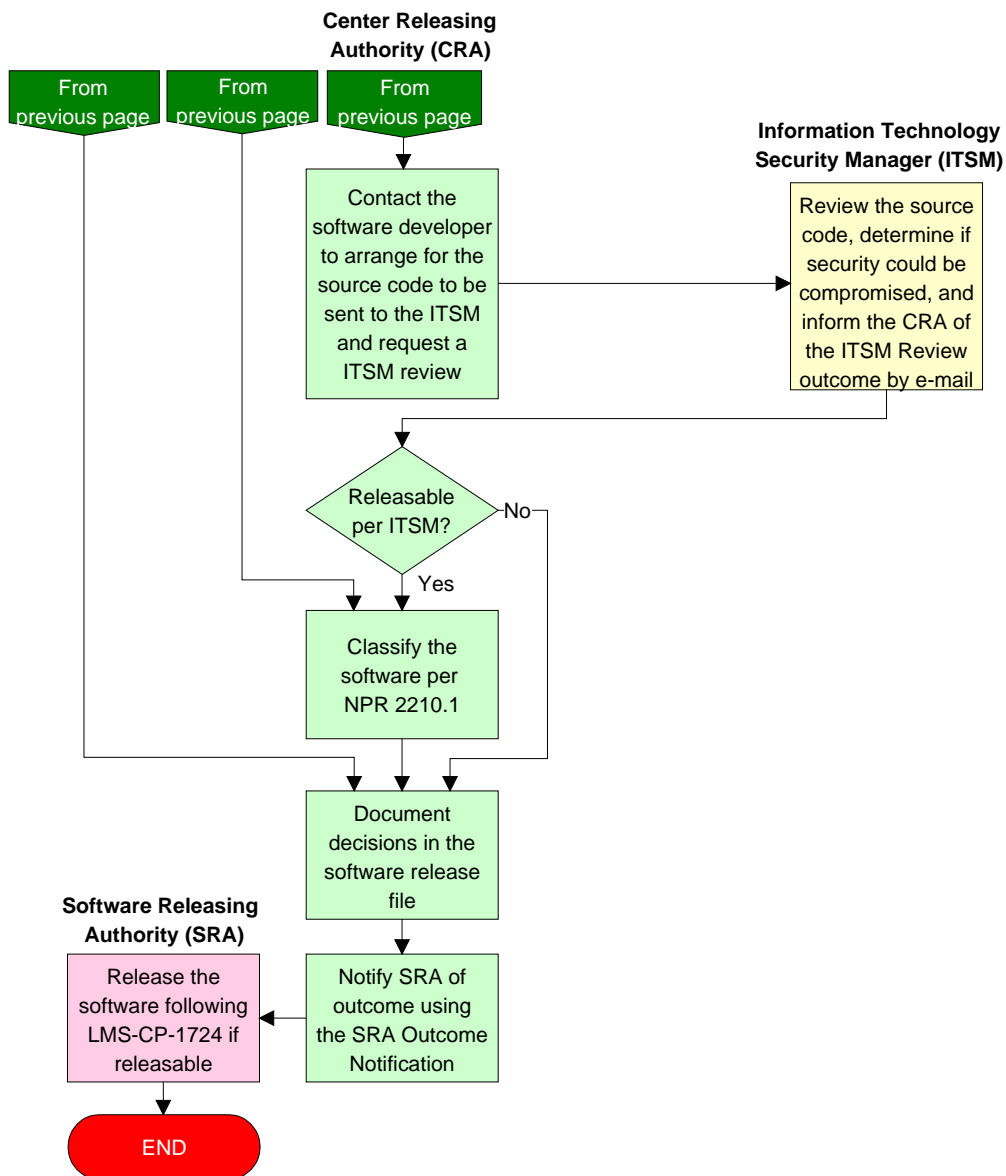 Center Releasing
Authority (CRA)
From
previous page
From
previous page
From
previous page
Information Technology
Security Manager (ITSM)
Contact the
software developer
to arrange for the
source code to be
sent to the ITSM
and request a
ITSM review
Review the source
code, determine if
security could be
compromised, and
inform the CRA of
the ITSM Review
outcome by e-mail
Releasable
per ITSM?
No
Yes
Classify the
software per
NPR 2210.1
Document
decisions in the
software release
file
Software Releasing
Authority (SRA)
Release the
software following
LMS-CP-1724 if
releasable
Notify SRA of
outcome using
the SRA Outcome
Notification
END